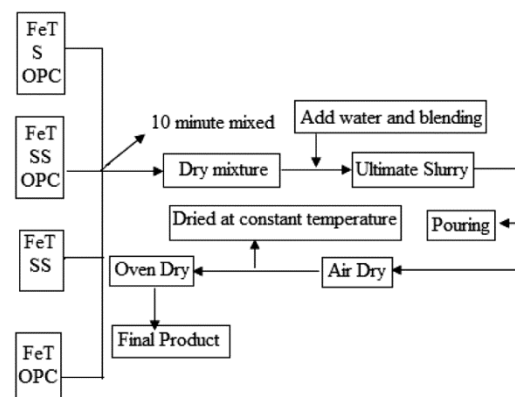 FeT
S
OPC
FeT
SS
OPC
FeT
SS
FeT
OPC
10 minute mixed
Add water and blending
Dry mixture
Ultimate Slurry
Dried at constant temperature
Pouring
Oven Dry
Air Dry
Final Product